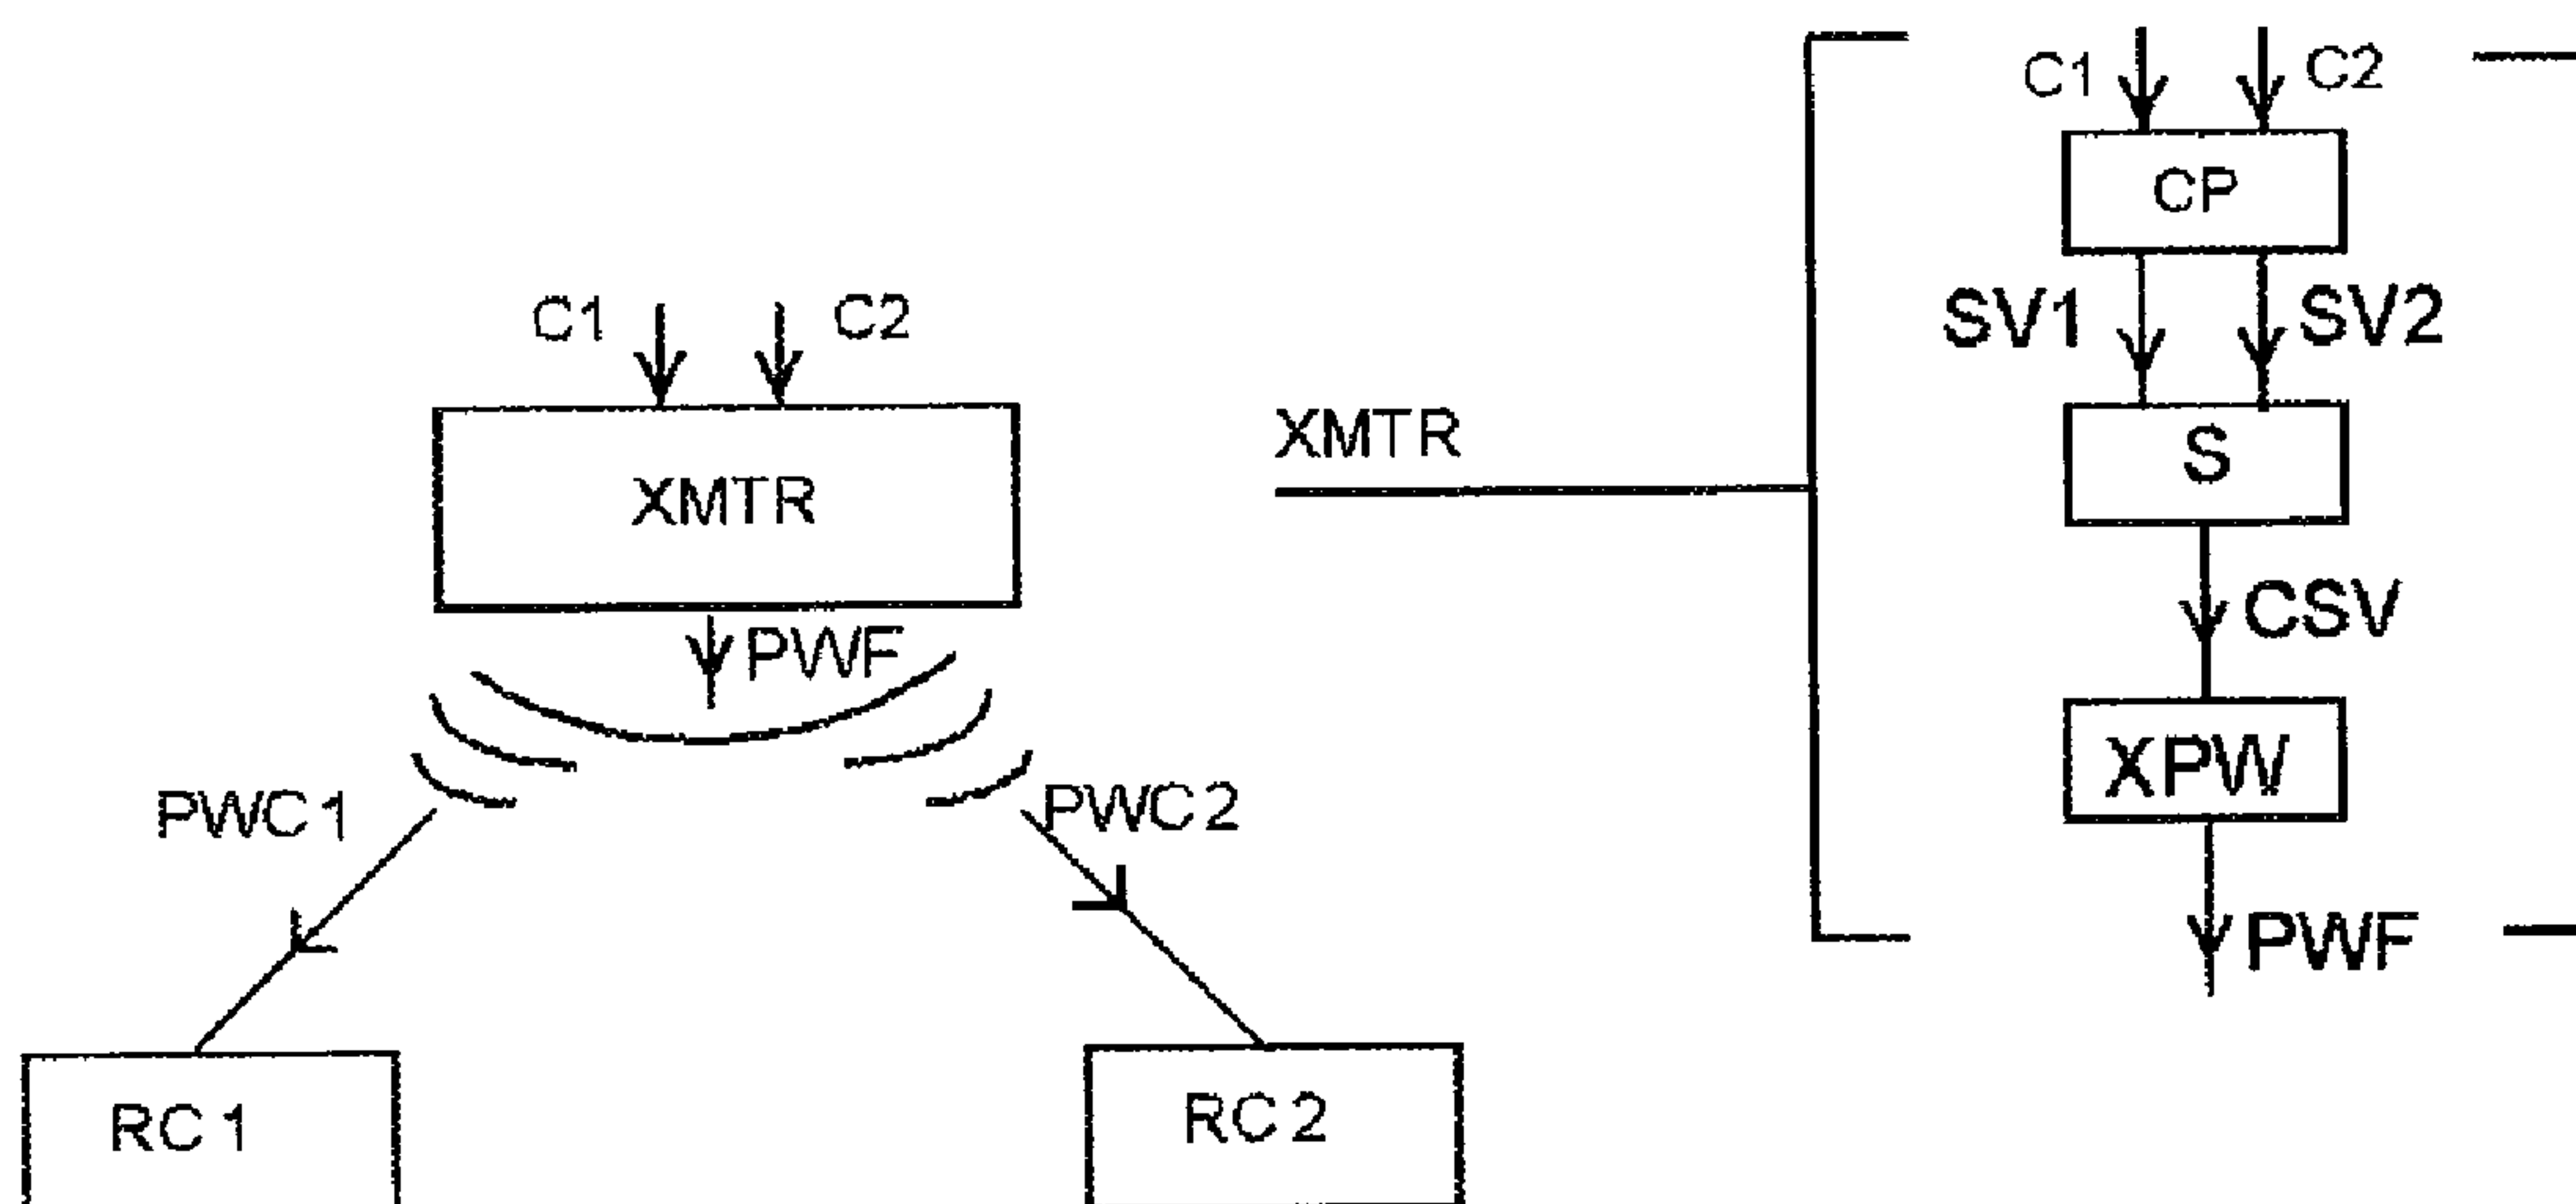 C1 C2
XMTR
PWF
PWC1 PWC2
RC1 RC2
XMTR
C1 C2
CP
SV1 SV2
S
CSV
XPW
PWF